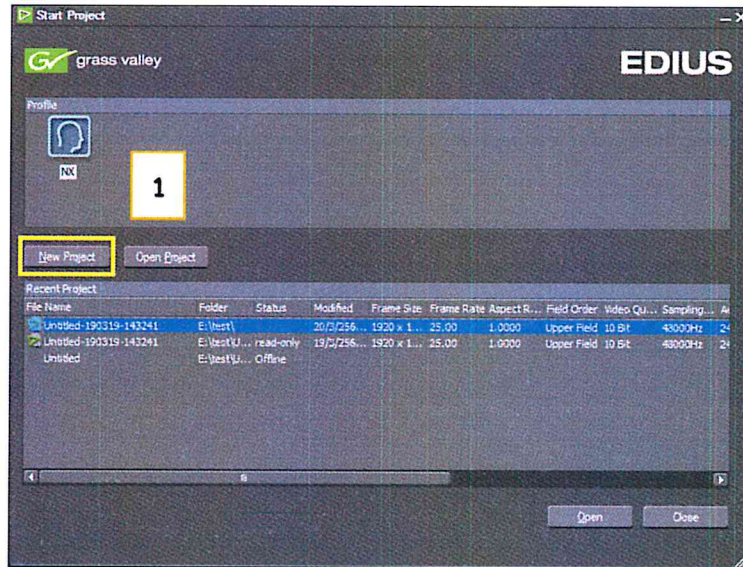 Start Project
grass valley
EDIUS
Profile
NX
1
New Project Open Project
Recent Project
File Name Folder Status Modified Frame Size Frame Rate Aspect R... Field Order Video Qu... Sampling...
Untitled-190319-143241 E:\test\ 20/3/256... 1920 x 1... 25.00 1.0000 Upper Field 10 Bit 48000Hz 24
Untitled-190319-143241 E:\test\U... read-only 19/3/256... 1920 x 1... 25.00 1.0000 Upper Field 10 Bit 48000Hz 24
Untitled E:\test\U... Offline
Open Close